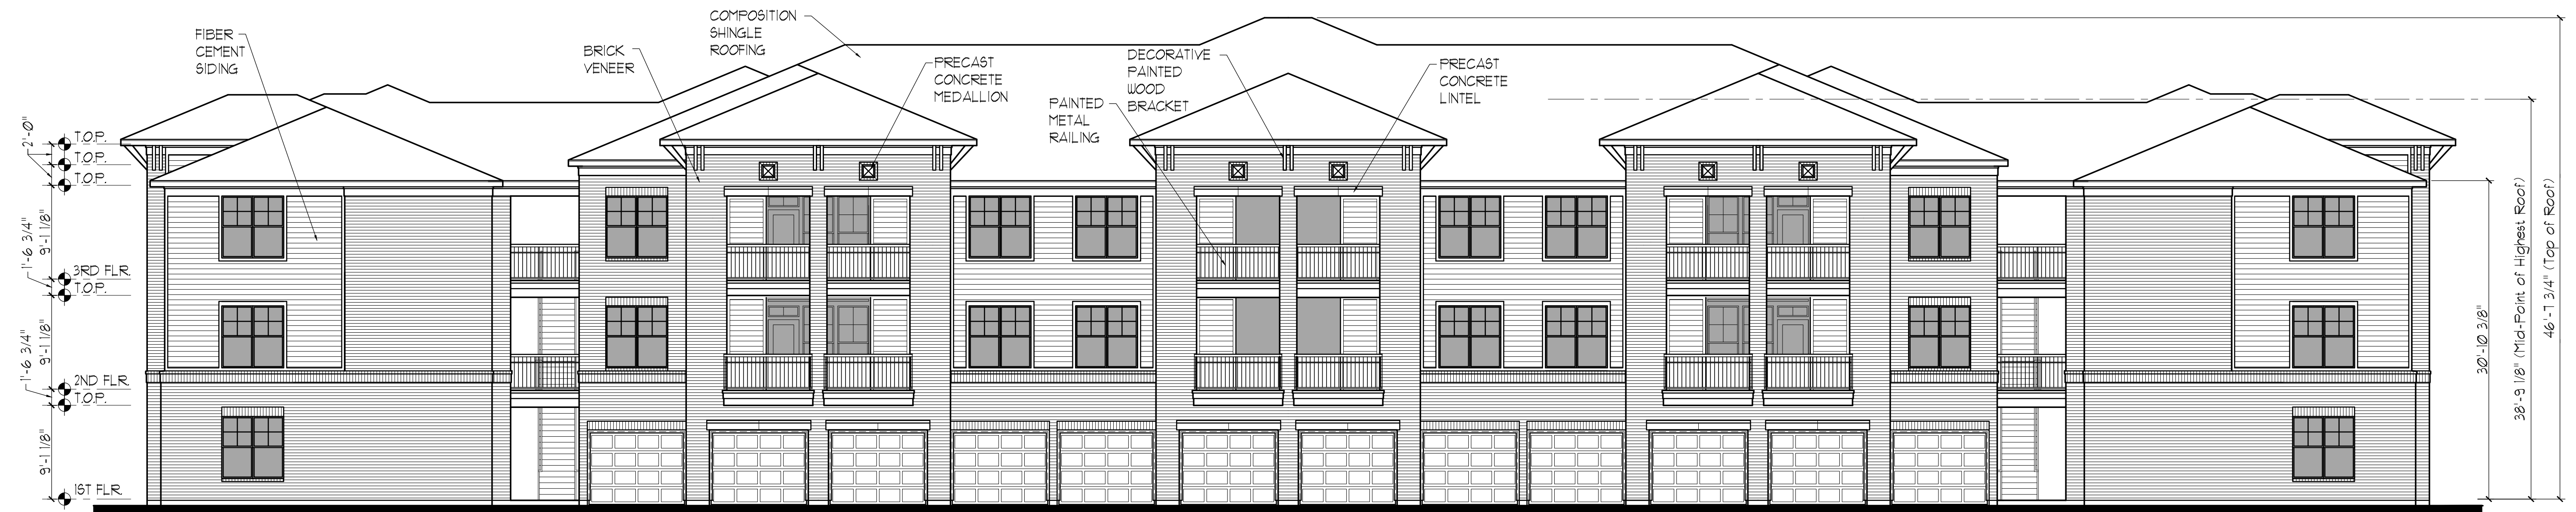 COMPOSITION
SHINGLE
ROOFING
FIBER
CEMENT
SIDING
BRICK
VENEER
PRECAST
CONCRETE
MEDALLION
DECORATIVE
PAINTED
WOOD
BRACKET
PAINTED
METAL
RAILING
PRECAST
CONCRETE
LINTEL
2'-0"
T.O.P.
T.O.P.
T.O.P.
9'-1 1/8"
1'-6 3/4"
3RD FLR.
T.O.P.
9'-1 1/8"
1'-6 3/4"
2ND FLR.
T.O.P.
9'-1 1/8"
1ST FLR.
30'-10 3/8"
38'-9 1/8" (Mid-Point of Highest Roof)
46'-7 3/4" (Top of Roof)